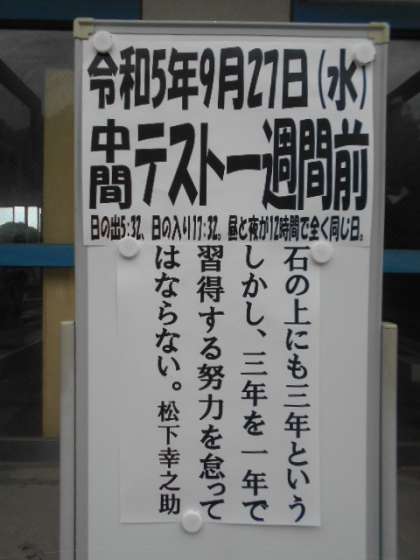 令和5年9月27日(水)
中間テスト一週間前
日の出5:32、日の入り17:32。昼と夜が12時間で全く同じ日。
石の上にも三年という
しかし、三年を一年で
習得する努力を怠って
はならない。松下幸之助